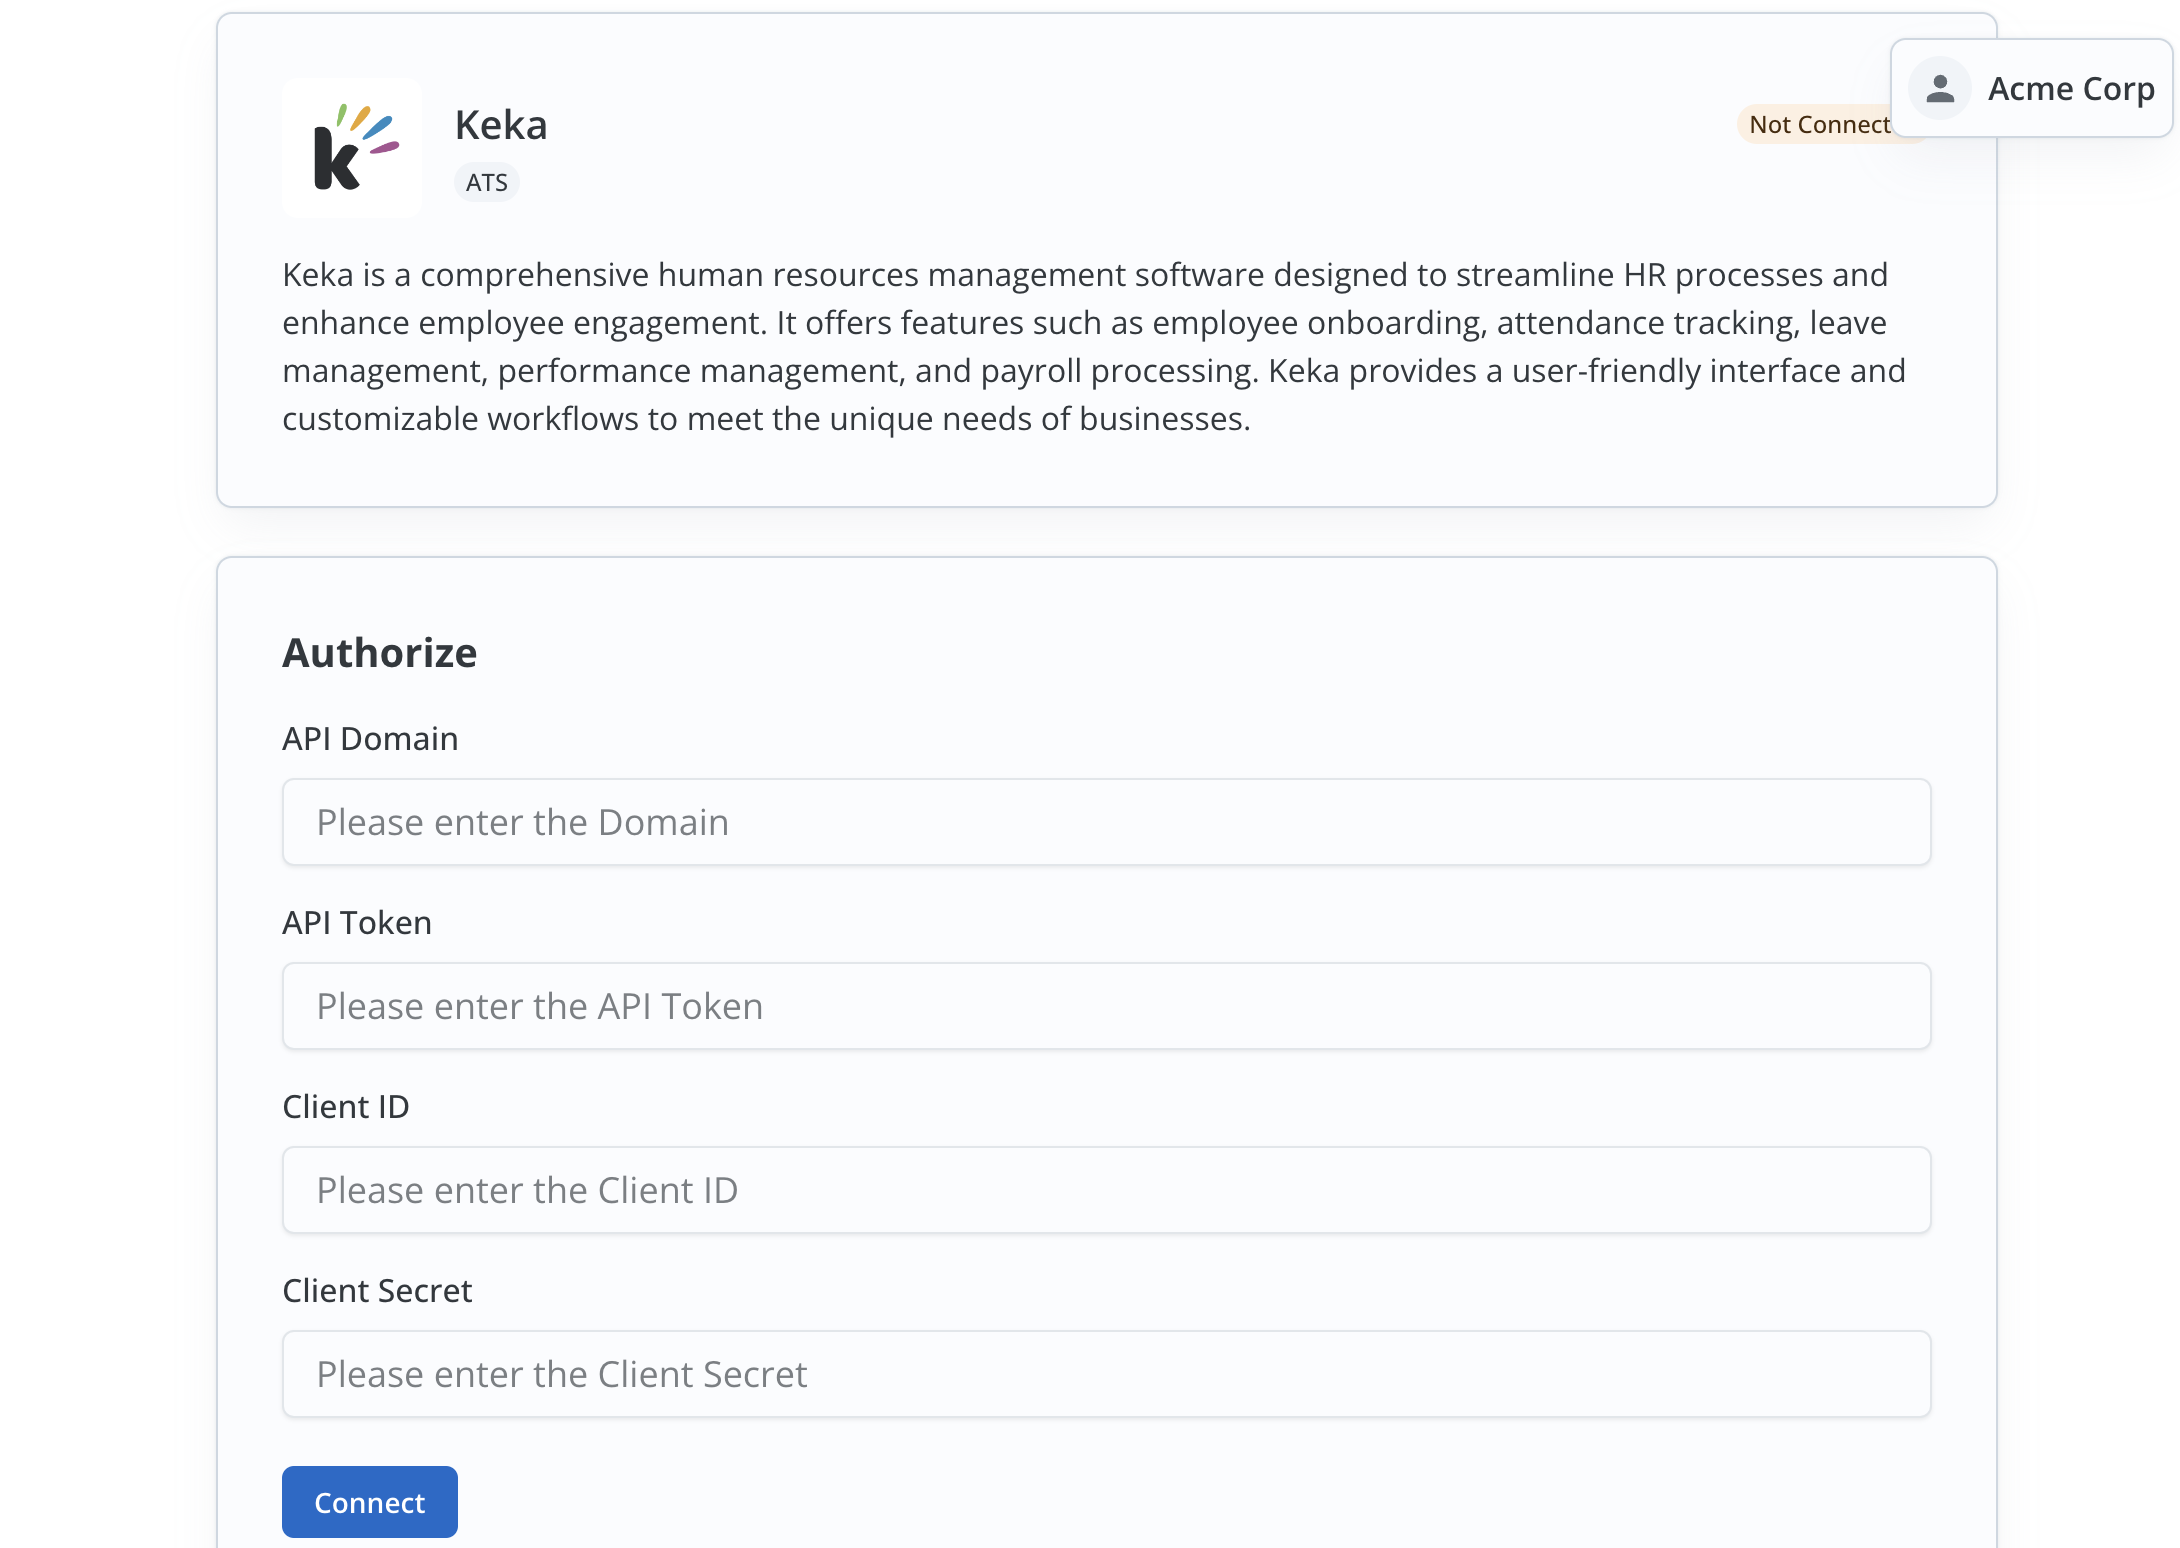 Keka
ATS
Not Connect
Acme Corp
Keka is a comprehensive human resources management software designed to streamline HR processes and
enhance employee engagement. It offers features such as employee onboarding, attendance tracking, leave
management, performance management, and payroll processing. Keka provides a user-friendly interface and
customizable workflows to meet the unique needs of businesses.
Authorize
API Domain
Please enter the Domain
API Token
Please enter the API Token
Client ID
Please enter the Client ID
Client Secret
Please enter the Client Secret
Connect